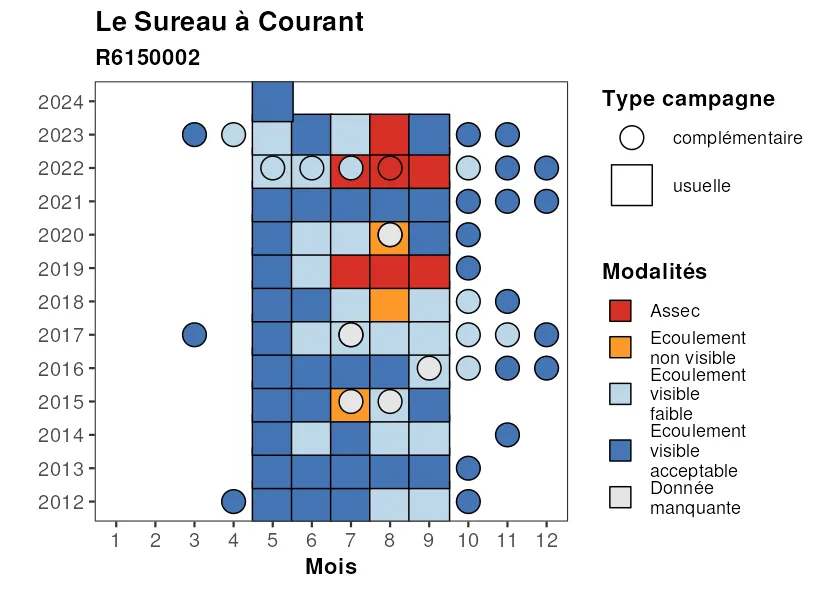 Le Sureau à Courant
R6150002
2024
2023
2022
2021
2020
2019
2018
2017
2016
2015
2014
2013
2012
1 2 3 4 5 6 7 8 9 10 11 12
Mois
Type campagne
complémentaire
usuelle
Modalités
Assec
Ecoulement
non visible
Ecoulement
visible
faible
Ecoulement
visible
acceptable
Donnée
manquante